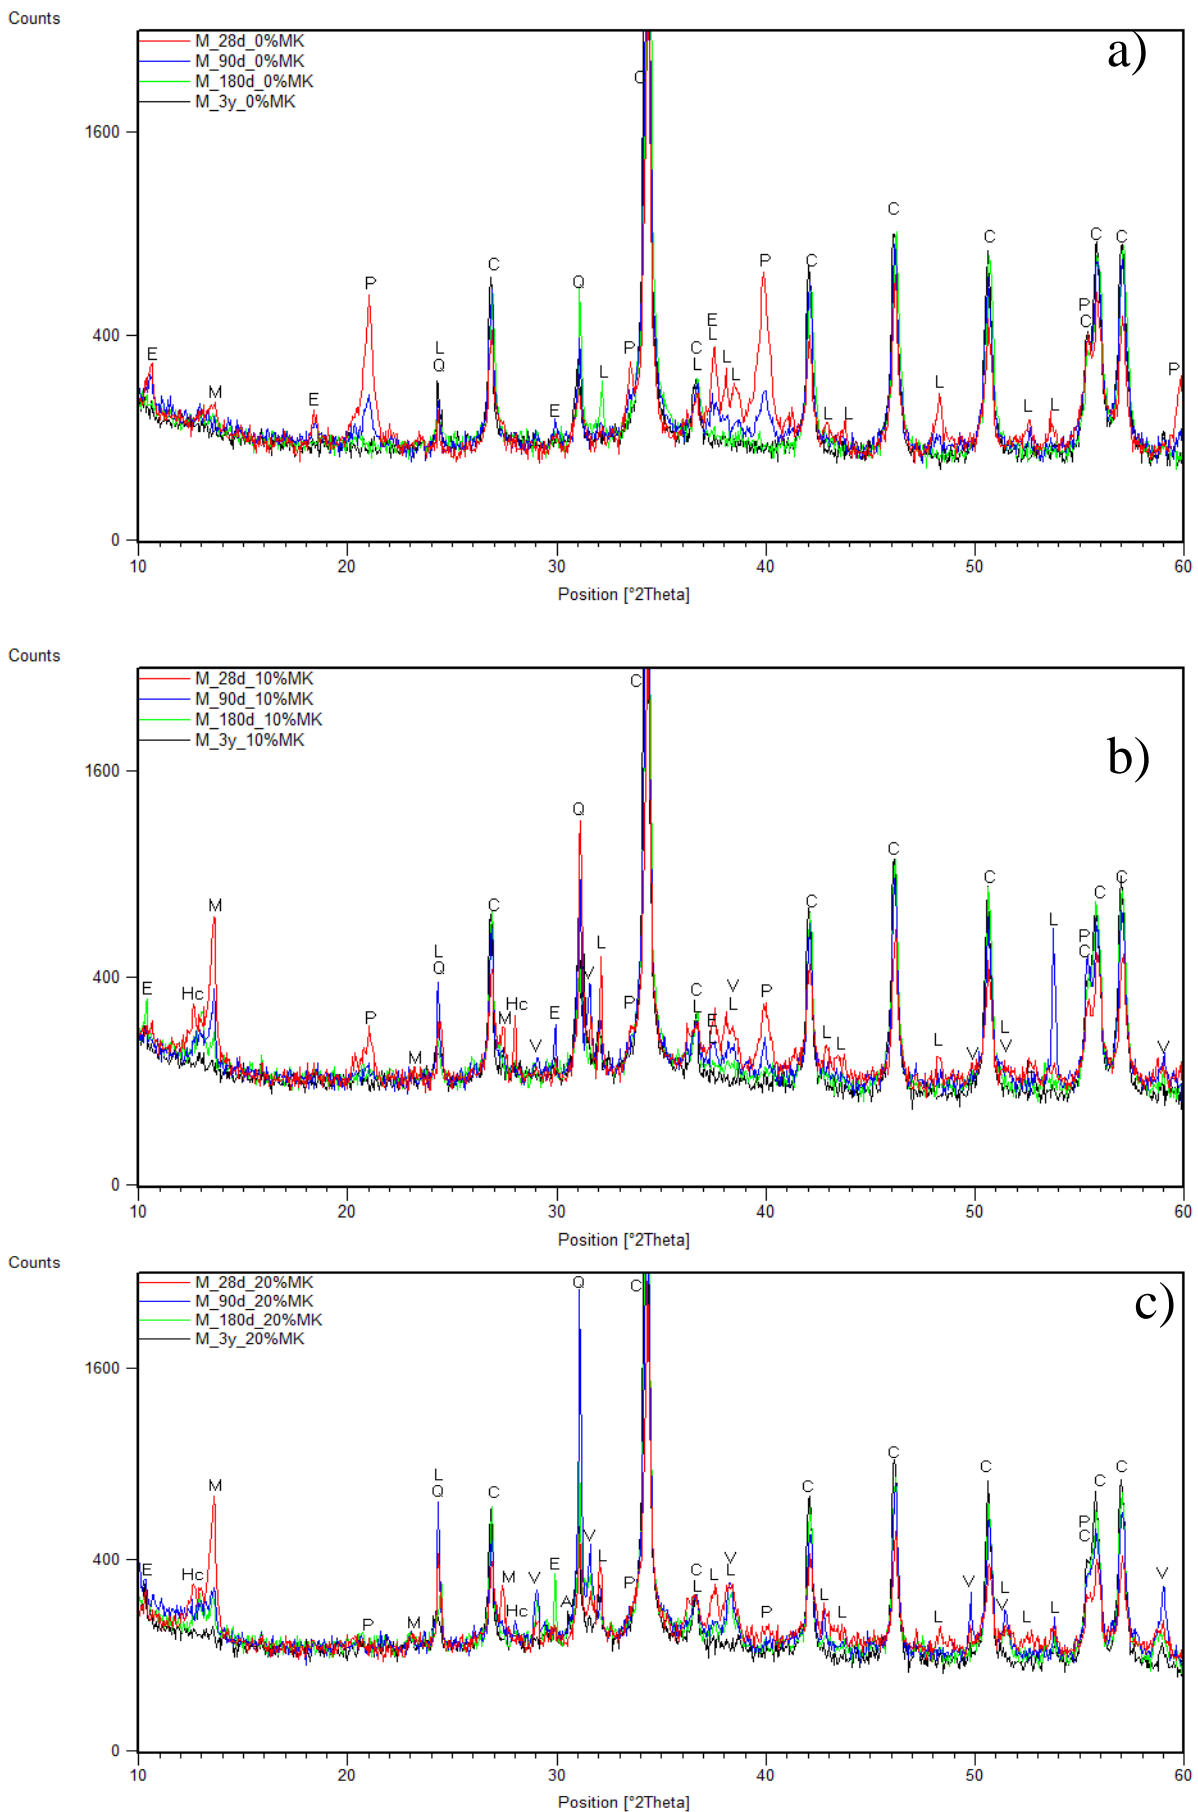 Counts
M_28d_0%MK
M_90d_0%MK
M_180d_0%MK
M_3y_0%MK
a)
C
1600
C
P
C
C
C
C
C
Q
P
P
C
E
L
400
E
L
Q
P
C
L
L
L
L
P
M
E
E
L
L
L
L
L
L
0
10
20
30
40
50
60
Position [°2Theta]
Counts
M_28d_10%MK
M_90d_10%MK
M_180d_10%MK
M_3y_10%MK
C
b)
1600
Q
C
C
C
M
C
C
C
L
P
C
L
Q
L
400
V
E
Hc
Hc
V
C
L
P
P
M
E
P
E
L
L
L
L
V
L
V
V
M
V
0
10
20
30
40
50
60
Position [°2Theta]
Counts
M_28d_20%MK
M_90d_20%MK
M_180d_20%MK
M_3y_20%MK
Q
C
c)
1600
C
C
C
C
L
Q
M
C
C
P
C
V
400
E
L
V
L
E
Hc
M
V
P
C
L
L
V
V
L
V
Hc
A
P
M
P
L
L
L
V
L
L
0
10
20
30
40
50
60
Position [°2Theta]